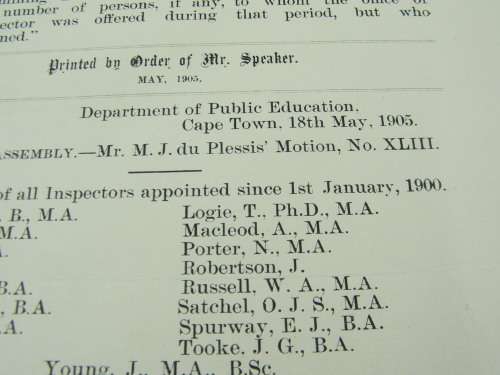 number of persons, if any, to whom the office of
ector was offered during that period, but who
ned."
Printed by Order of Mr. Speaker.
MAY, 1905.
Department of Public Education,
Cape Town, 18th May, 1905.
ASSEMBLY.—Mr. M. J. du Plessis' Motion, No. XLIII.
of all Inspectors appointed since 1st January, 1900.
B., M.A. Logie, T., Ph.D., M.A.
M.A. Macleod, A., M.A.
A. Porter, N., M.A.
Robertson, J.
B.A. Russell, W. A., M.A.
, B.A. Satchel, O. J. S., M.A.
.A. Spurway, E. J., B.A.
Tooke, J. G., B.A.
Young, J., M.A., B.Sc.